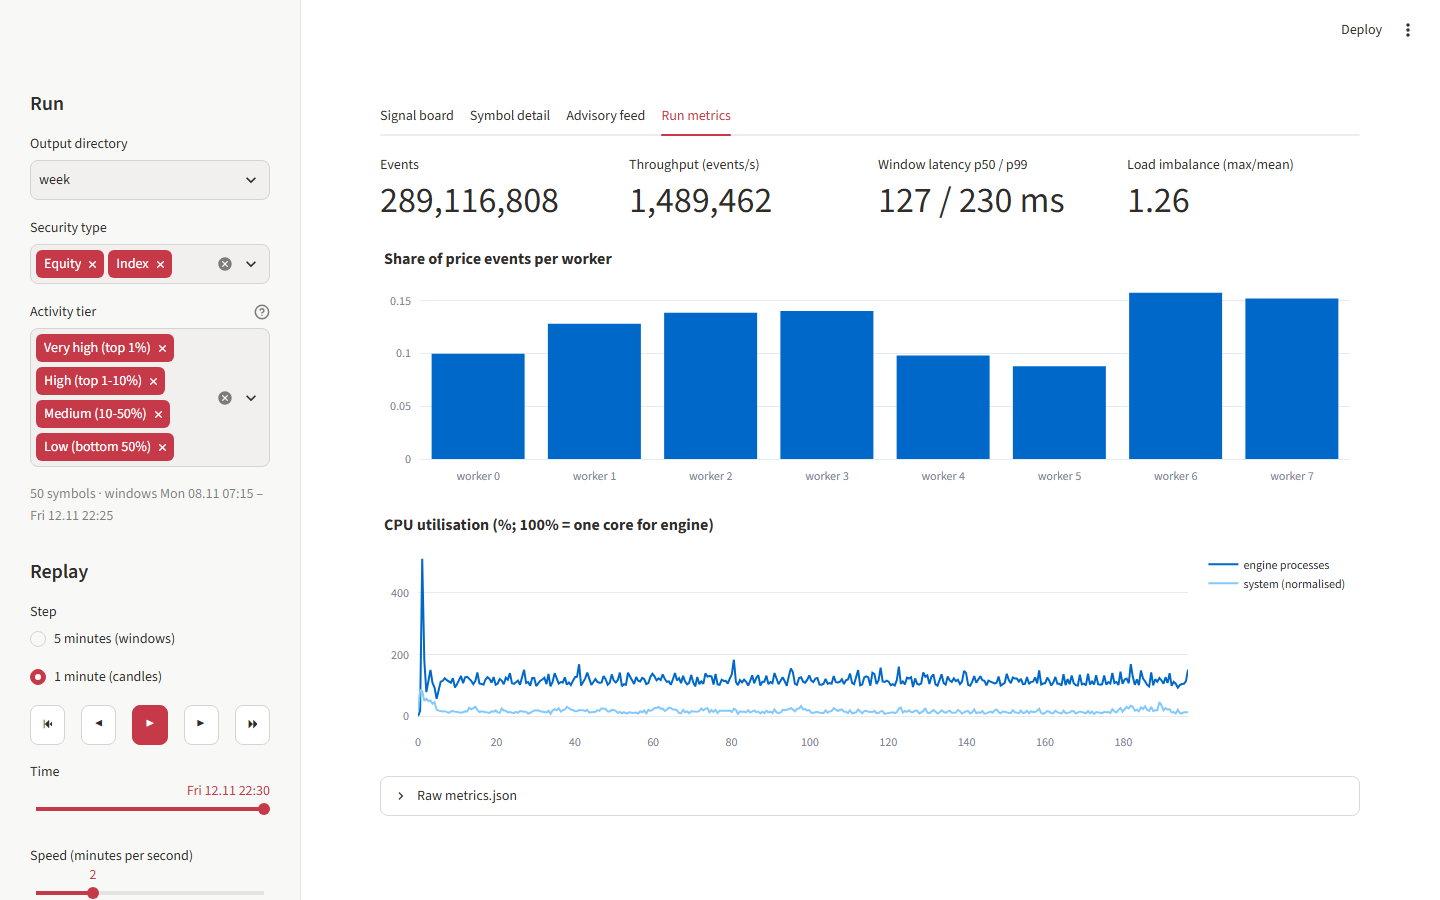 Deploy
Run
Output directory
week
Security type
Equity
Index
Activity tier
Very high (top 1%)
High (top 1-10%)
Medium (10-50%)
Low (bottom 50%)
50 symbols · windows Mon 08.11 07:15 –
Fri 12.11 22:25
Replay
Step
5 minutes (windows)
1 minute (candles)
Time
Fri 12.11 22:30
Speed (minutes per second)
2
Signal board Symbol detail Advisory feed Run metrics
Events
289,116,808
Throughput (events/s)
1,489,462
Window latency p50 / p99
127 / 230 ms
Load imbalance (max/mean)
1.26
Share of price events per worker
0.15
0.1
0.05
0
worker 0 worker 1 worker 2 worker 3 worker 4 worker 5 worker 6 worker 7
CPU utilisation (%; 100% = one core for engine)
engine processes
system (normalised)
400
200
0
0 20 40 60 80 100 120 140 160 180
Raw metrics.json